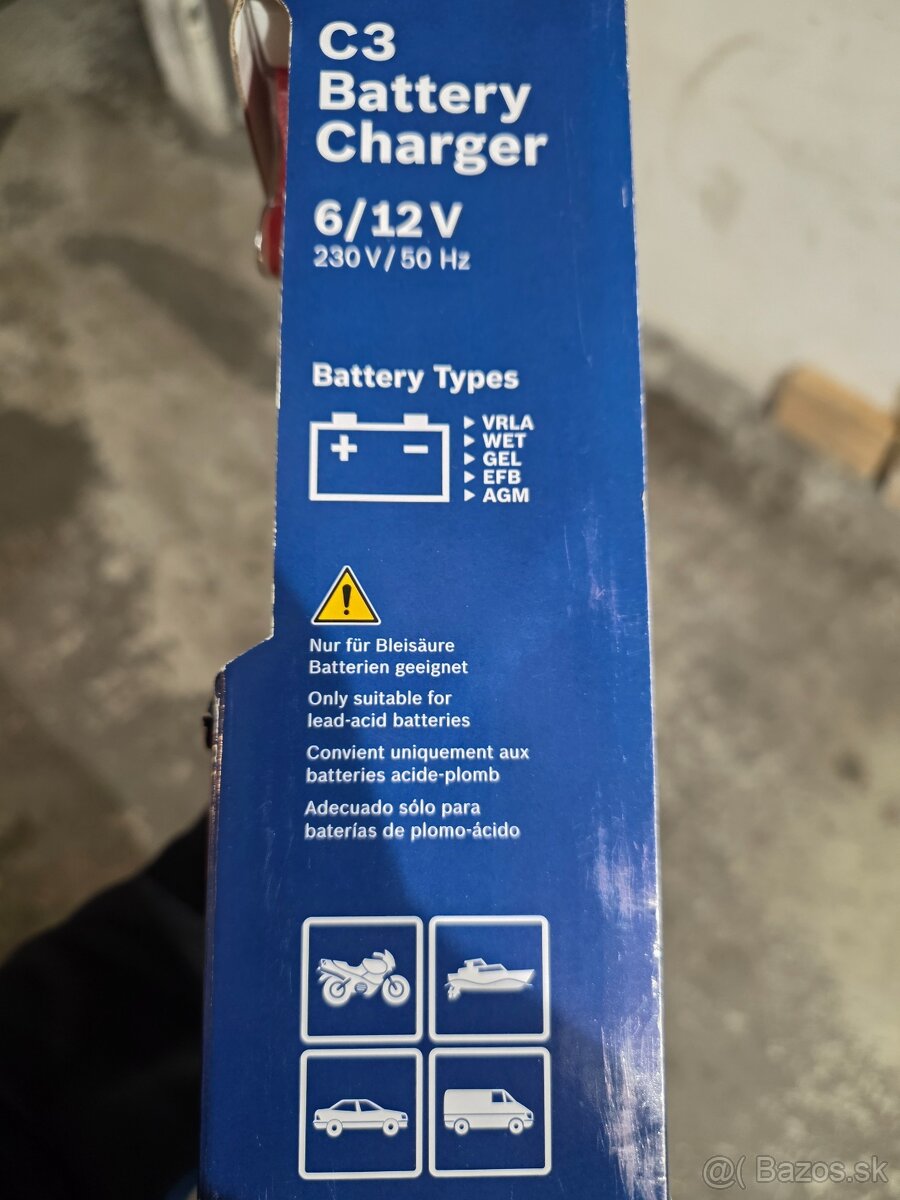 C3
Battery
Charger
6/12 V
230 V/50 Hz
Battery Types
+ −
VRLA
WET
GEL
EFB
AGM
!
Nur für Bleisäure
Batterien geeignet
Only suitable for
lead-acid batteries
Convient uniquement aux
batteries acide-plomb
Adecuado sólo para
baterías de plomo-ácido
@( Bazos.sk